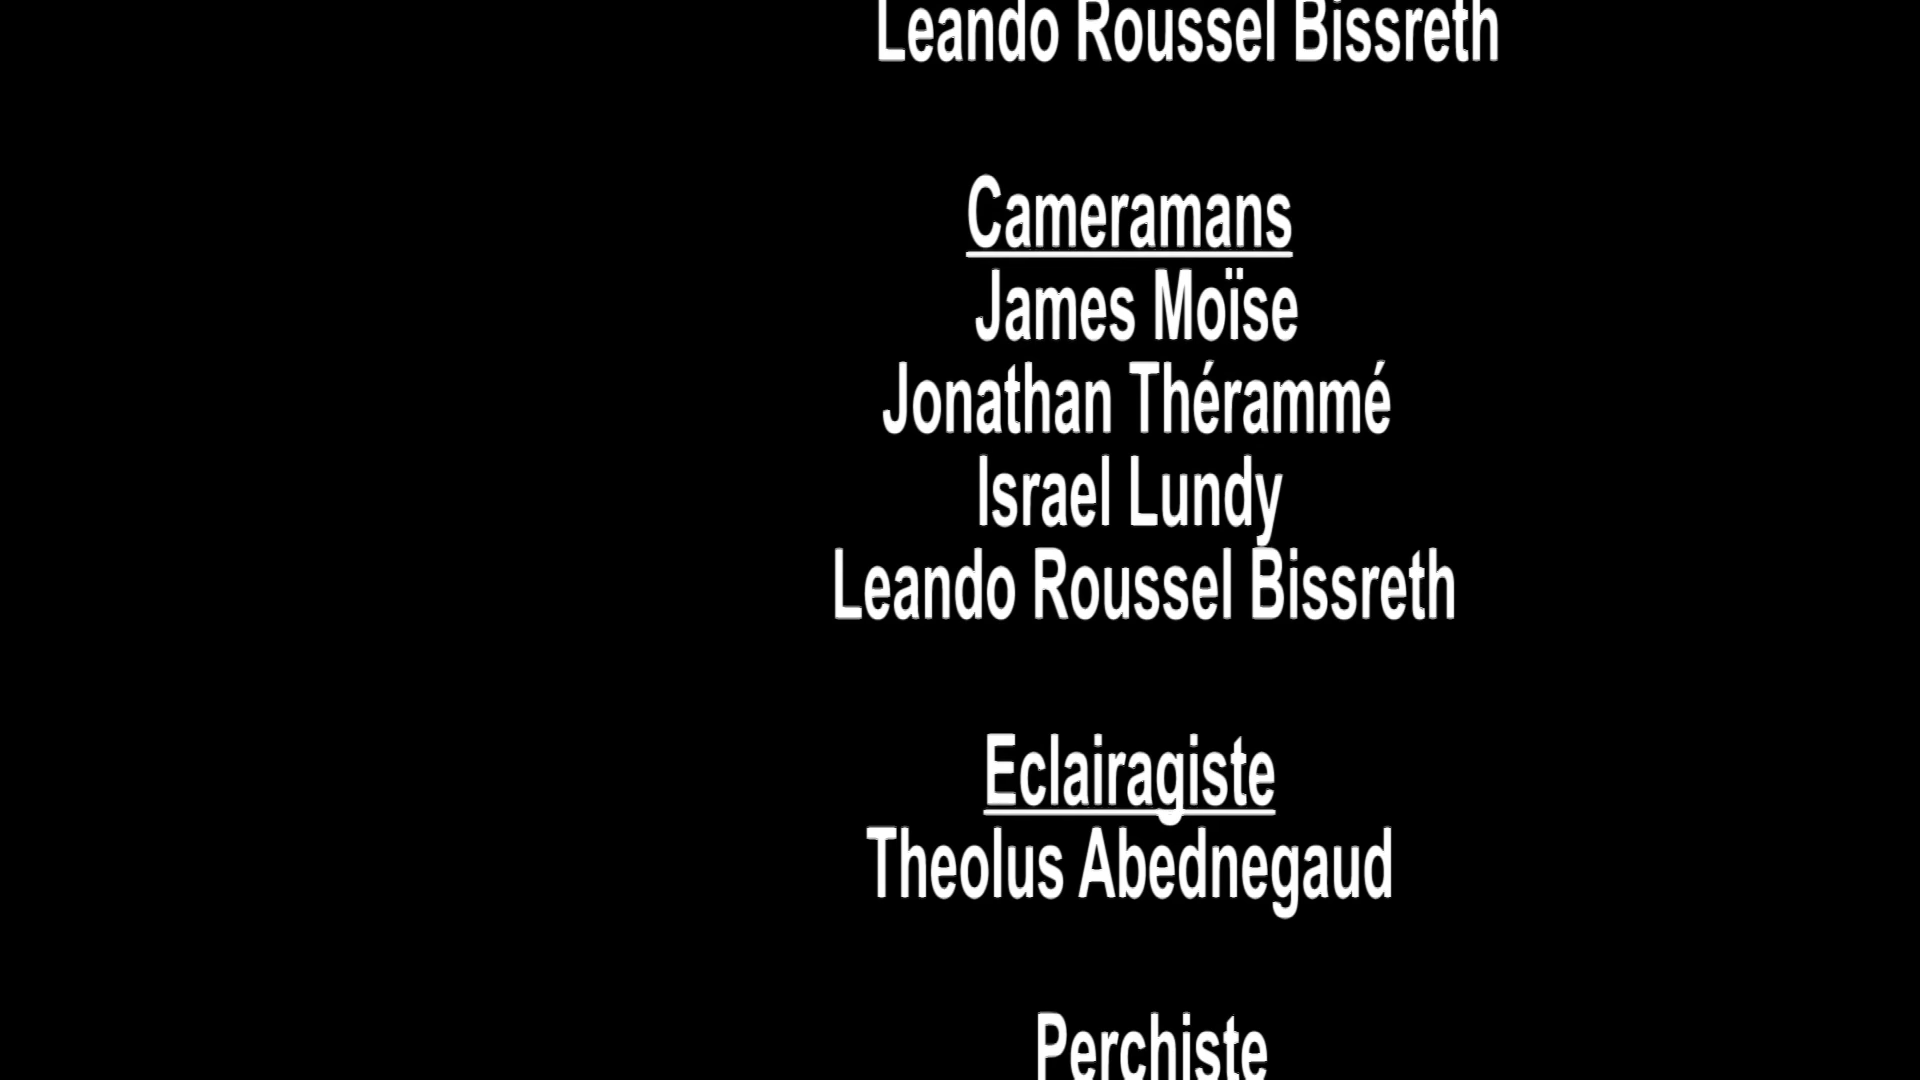 Leando Roussel Bissreth
Cameramans
James Moïse
Jonathan Thérammé
Israel Lundy
Leando Roussel Bissreth
Eclairagiste
Theolus Abednegaud
Perchiste